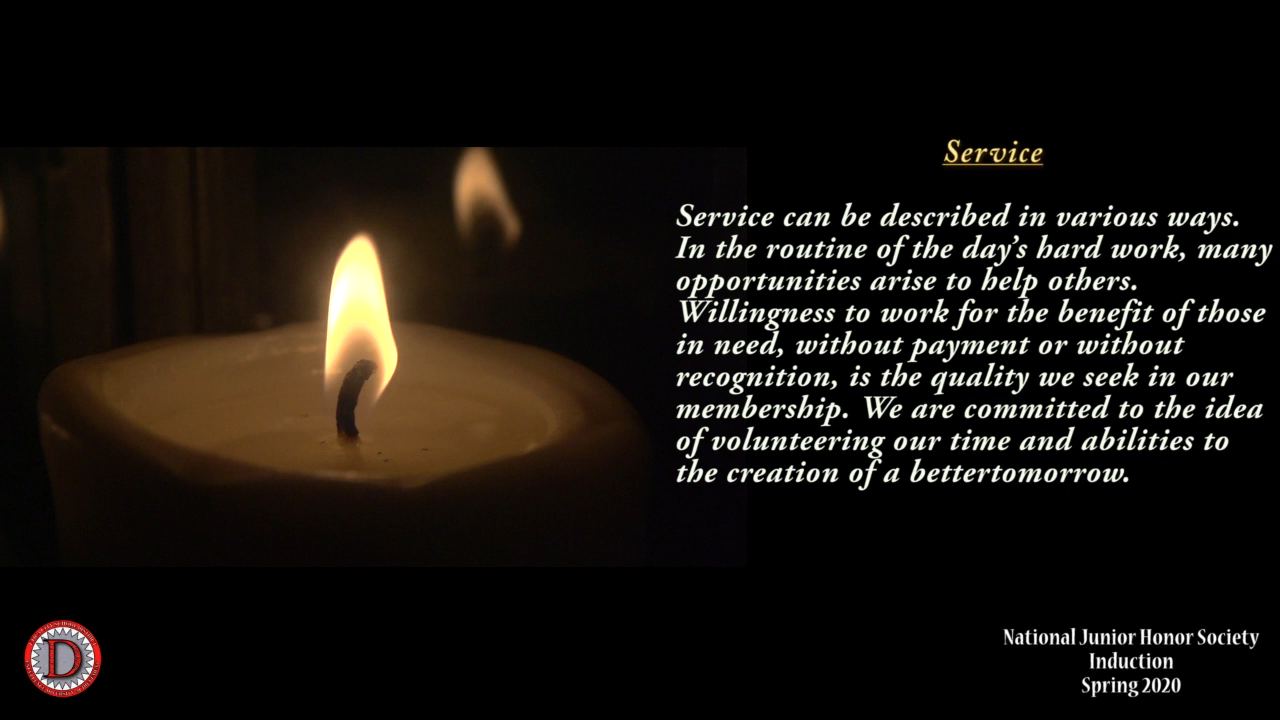 Service
Service can be described in various ways.
In the routine of the day's hard work, many
opportunities arise to help others.
Willingness to work for the benefit of those
in need, without payment or without
recognition, is the quality we seek in our
membership. We are committed to the idea
of volunteering our time and abilities to
the creation of a bettertomorrow.
D
National Junior Honor Society
Induction
Spring 2020